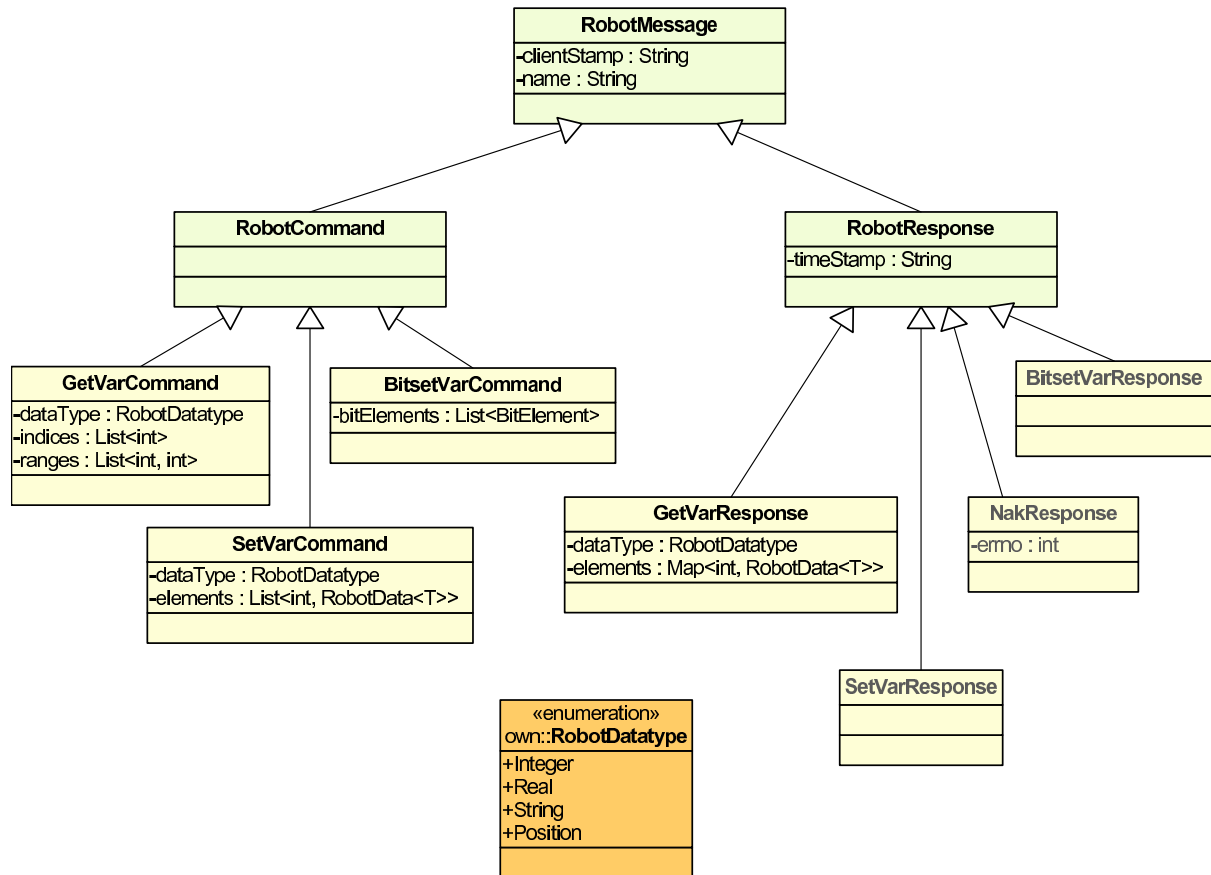 RobotMessage
-clientStamp : String
-name : String
RobotCommand
RobotResponse
-timeStamp : String
GetVarCommand
-dataType : RobotDatatype
-indices : List<int>
-ranges : List<int, int>
BitsetVarCommand
-bitElements : List<BitElement>
BitsetVarResponse
SetVarCommand
-dataType : RobotDatatype
-elements : List<int, RobotData<T>>
GetVarResponse
-dataType : RobotDatatype
-elements : Map<int, RobotData<T>>
NakResponse
-errno : int
SetVarResponse
«enumeration»
own::RobotDatatype
+Integer
+Real
+String
+Position